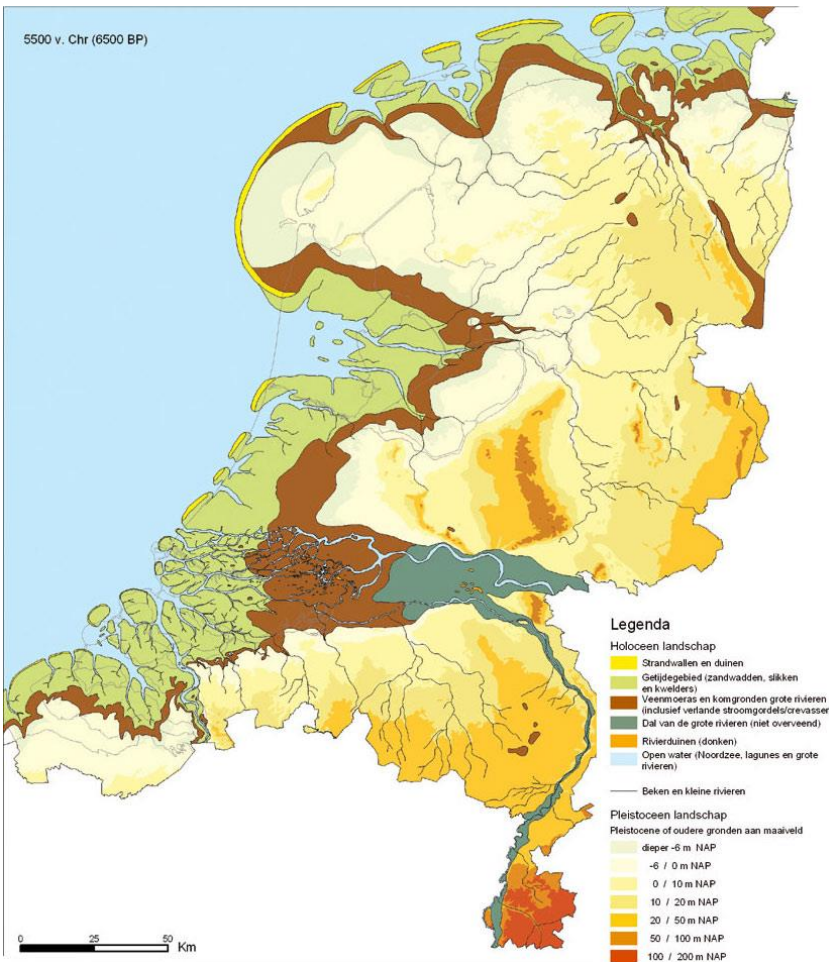 5500 v. Chr (6500 BP)
Legenda
Holoceen landschap
Strandwallen en duinen
Getijdegebied (zandwadden, slikken
en kwelders)
Veenmoeras en komgronden grote rivieren
(inclusief verlande stroomgordels/crevassen
Dal van de grote rivieren (niet overveend)
Rivierduinen (donken)
Open water (Noordzee, lagunes en grote
rivieren)
Beken en kleine rivieren
Pleistoceen landschap
Pleistocene of oudere gronden aan maaiveld
dieper -6 m NAP
-6 / 0 m NAP
0 / 10 m NAP
10 / 20 m NAP
20 / 50 m NAP
50 / 100 m NAP
100 / 200 m NAP
0 25 50
Km